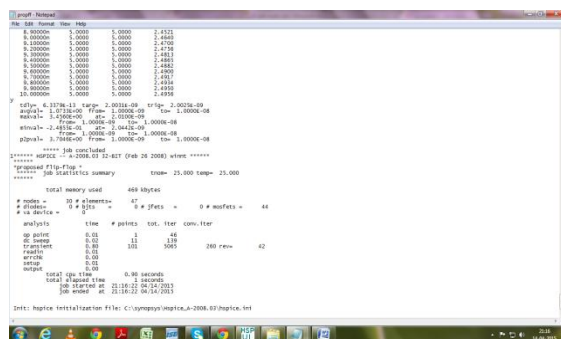 propff - Notepad
File Edit Format View Help
8.90000n 5.0000 5.0000 2.4521
9.00000n 5.0000 5.0000 2.4640
9.10000n 5.0000 5.0000 2.4700
9.20000n 5.0000 5.0000 2.4756
9.30000n 5.0000 5.0000 2.4813
9.40000n 5.0000 5.0000 2.4865
9.50000n 5.0000 5.0000 2.4882
9.60000n 5.0000 5.0000 2.4900
9.70000n 5.0000 5.0000 2.4917
9.80000n 5.0000 5.0000 2.4934
9.90000n 5.0000 5.0000 2.4950
10.00000n 5.0000 5.0000 2.4958
y
tdly= 6.3379E-13 targ= 2.0031E-09 trig= 2.0025E-09
avgval= 1.0733E+00 from= 1.0000E-09 to= 1.0000E-08
maxval= 3.4560E+00 at= 2.0100E-09
from= 1.0000E-09 to= 1.0000E-08
minval= -2.4855E-01 at= 2.0442E-09
from= 1.0000E-09 to= 1.0000E-08
p2pval= 3.7046E+00 from= 1.0000E-09 to= 1.0000E-08
***** job concluded
1****** HSPICE -- A-2008.03 32-BIT (Feb 26 2008) winnt ******
******
*proposed flip-flop *
****** job statistics summary tnom= 25.000 temp= 25.000
******
total memory used 469 kbytes
# nodes = 30 # elements= 47
# diodes= 0 # bjts = 0 # jfets = 0 # mosfets = 44
# va device = 0
analysis time # points tot. iter conv.iter
op point 0.01 1 46
dc sweep 0.02 11 139
transient 0.80 101 5065 260 rev= 42
readin 0.01
errchk 0.00
setup 0.01
output 0.00
total cpu time 0.90 seconds
total elapsed time 1 seconds
job started at 21:16:22 04/14/2015
job ended at 21:16:22 04/14/2015
Init: hspice initialization file: C:\synopsys\Hspice_A-2008.03\hspice.ini
HSP
UI
21:16